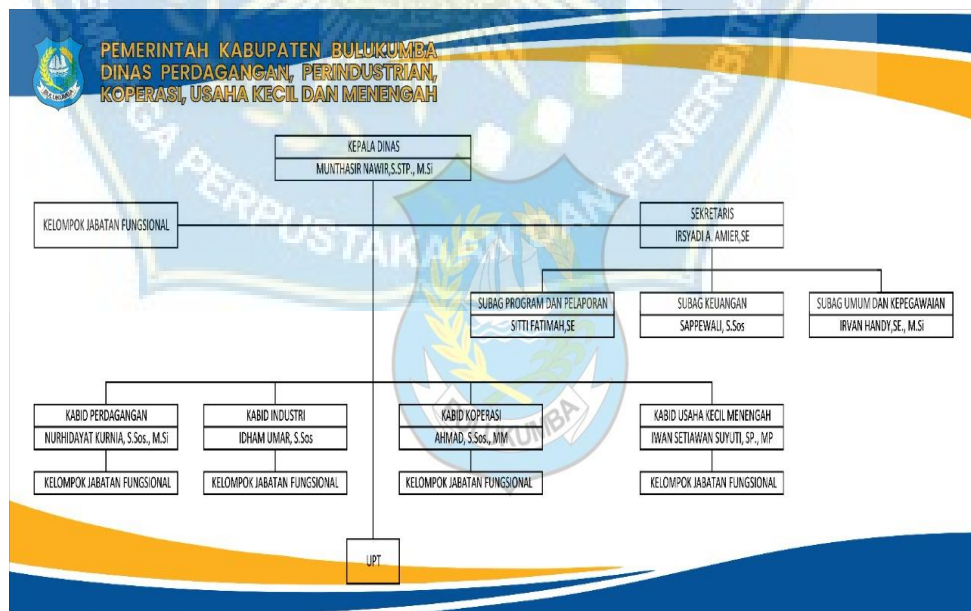 PEMERINTAH KABUPATEN BULUKUMBA
DINAS PERDAGANGAN, PERINDUSTRIAN,
KOPERASI, USAHA KECIL DAN MENENGAH
KEPALA DINAS
MUNTHASIR NAWIR,S.STP., M.Si
KELOMPOK JABATAN FUNGSIONAL
SEKRETARIS
IRSYADI A. AMIER,SE
SUBAG PROGRAM DAN PELAPORAN
SITTI FATIMAH,SE
SUBAG KEUANGAN
SAPPEWALI, S.Sos
SUBAG UMUM DAN KEPEGAWAIAN
IRVAN HANDY,SE., M.Si
KABID PERDAGANGAN
NURHIDAYAT KURNIA, S.Sos., M.Si
KELOMPOK JABATAN FUNGSIONAL
KABID INDUSTRI
IDHAM UMAR, S.Sos
KELOMPOK JABATAN FUNGSIONAL
KABID KOPERASI
AHMAD, S.Sos., MM
KELOMPOK JABATAN FUNGSIONAL
KABID USAHA KECIL MENENGAH
IWAN SETIAWAN SUYUTI, SP., MP
KELOMPOK JABATAN FUNGSIONAL
UPT
BULUKUMBA
PERPUSTAKAAN DAN